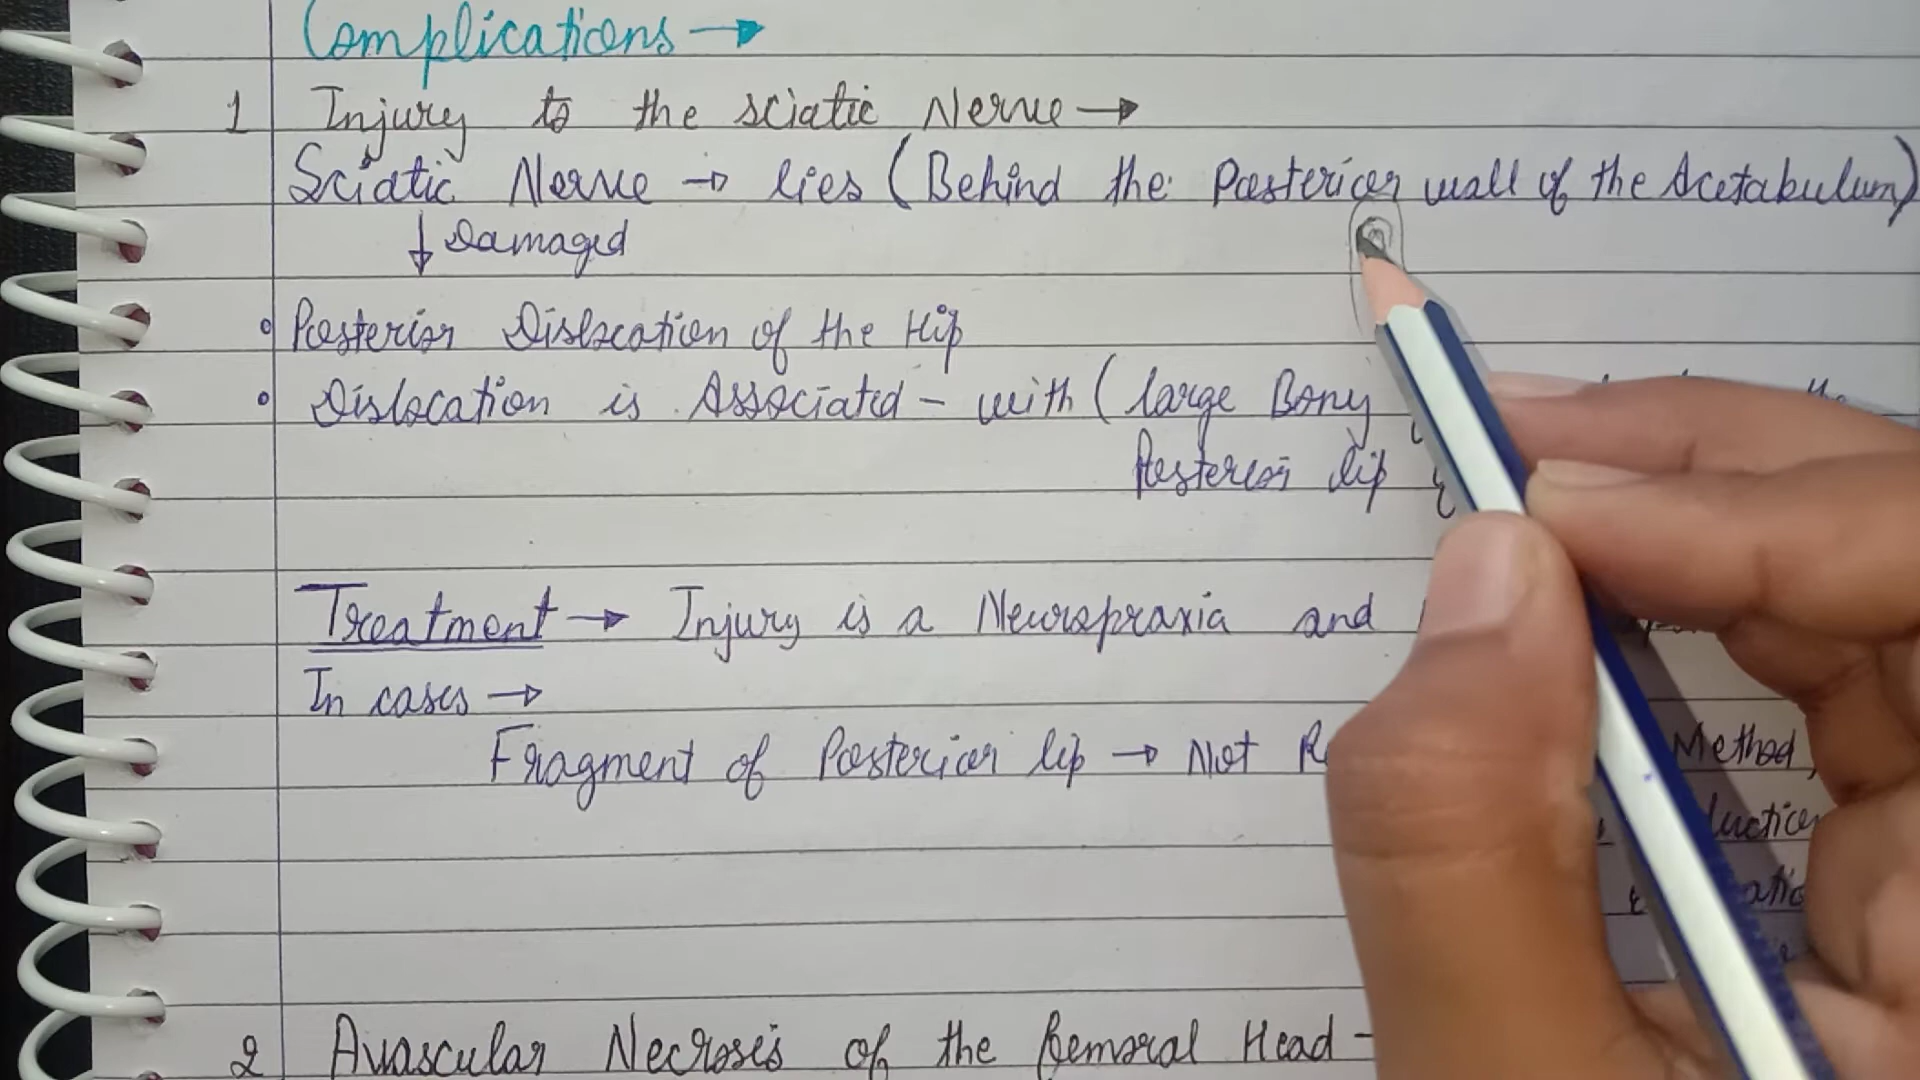 Complications →
1 Injury to the sciatic Nerve →
Sciatic Nerve → lies (Behind the Posterior wall of the Acetabulum)
↓ Damaged
• Posterior Dislocation of the Hip
• Dislocation is Associated - with (large Bony
Posterior lip
Treatment → Injury is a Neuropraxia and
In cases →
Fragment of Posterior lip → Not
Method,
2 Avascular Necrosis of the femoral Head -